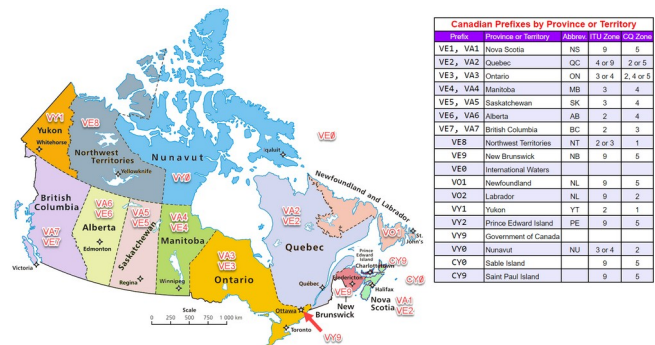 VY1
Yukon
Whitehorse
VE8
Northwest
Territories
Yellowknife
Nunavut
VY0
Iqaluit
VE0
British
Columbia
VA7
VE7
Victoria
VA6
VE6
Alberta
Edmonton
VA5
VE5
Saskatchewan
Regina
VA4
VE4
Manitoba
Winnipeg
VA3
VE3
Ontario
Ottawa
Toronto
VY9
VA2
VE2
Quebec
Québec
Newfoundland and Labrador
VO1
St.
John's
Prince
Edward
Island
Charlottetown
CY9
CY0
VE9
Fredericton
New
Brunswick
Halifax
Nova
Scotia
VA1
VE2
Scale
0 250 500 750 1 000 km
Canadian Prefixes by Province or Territory
Prefix Province or Territory Abbrev. ITU Zone CQ Zone
VE1, VA1 Nova Scotia NS 9 5
VE2, VA2 Quebec QC 4 or 9 2 or 5
VE3, VA3 Ontario ON 3 or 4 2, 4 or 5
VE4, VA4 Manitoba MB 3 4
VE5, VA5 Saskatchewan SK 3 4
VE6, VA6 Alberta AB 2 4
VE7, VA7 British Columbia BC 2 3
VE8 Northwest Territories NT 2 or 3 1
VE9 New Brunswick NB 9 5
VE0 International Waters
VO1 Newfoundland NL 9 5
VO2 Labrador NL 9 2
VY1 Yukon YT 2 1
VY2 Prince Edward Island PE 9 5
VY9 Government of Canada
VY0 Nunavut NU 3 or 4 2
CY0 Sable Island 9 5
CY9 Saint Paul Island 9 5